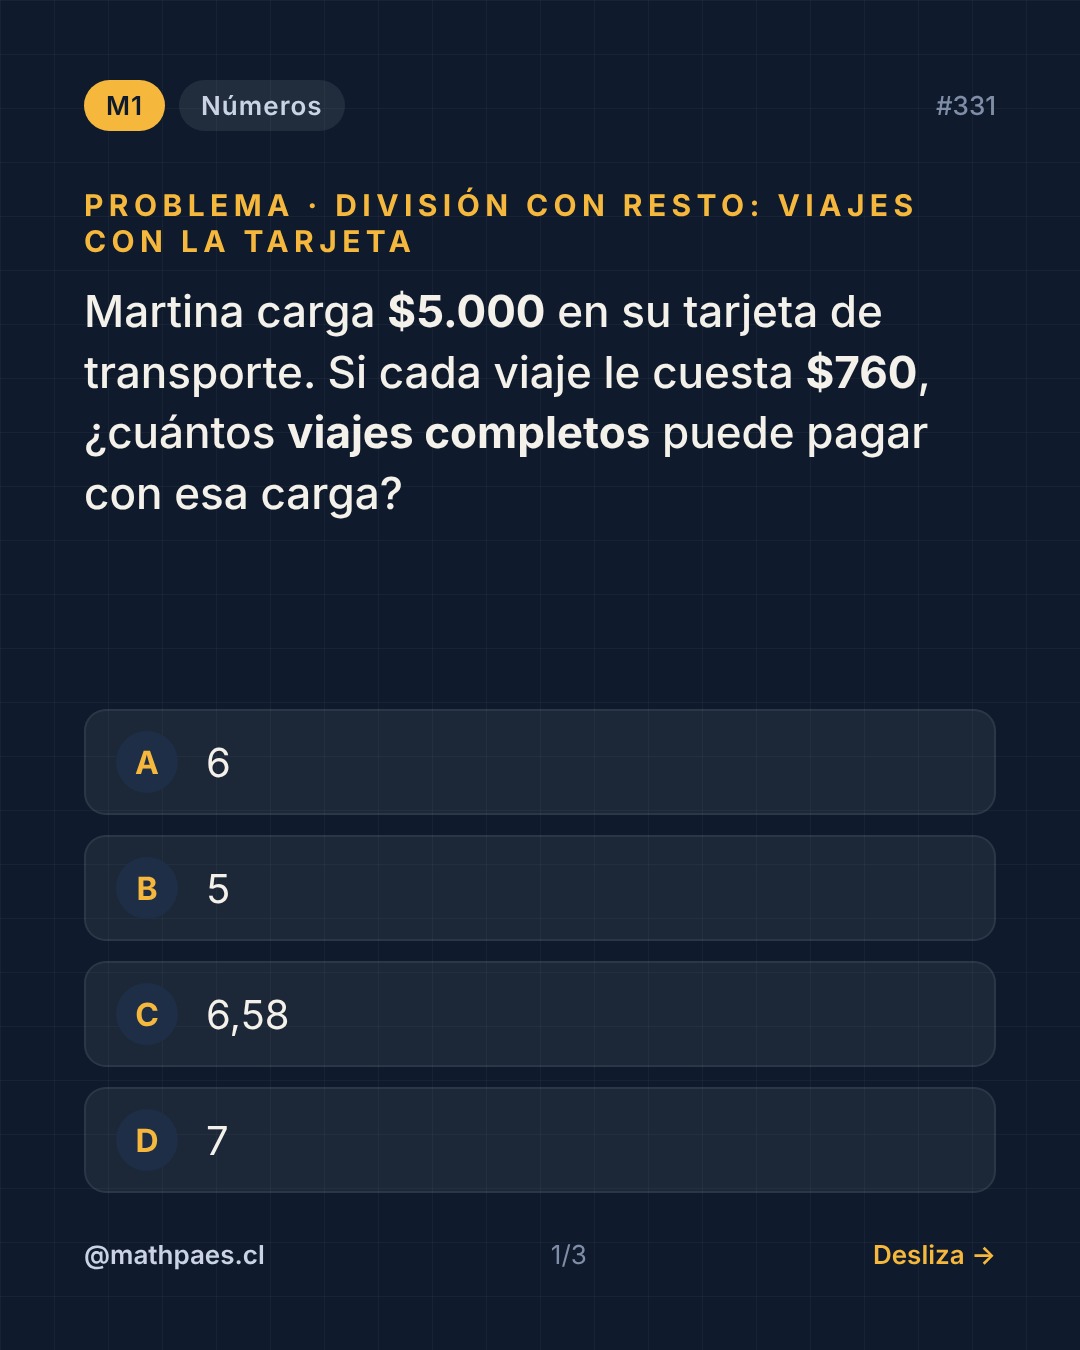 M1 Números #331
PROBLEMA · DIVISIÓN CON RESTO: VIAJES
CON LA TARJETA
Martina carga $5.000 en su tarjeta de
transporte. Si cada viaje le cuesta $760,
¿cuántos viajes completos puede pagar
con esa carga?
A 6
B 5
C 6,58
D 7
@mathpaes.cl 1/3 Desliza →